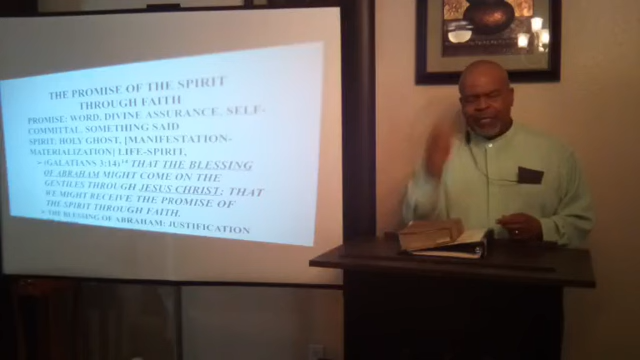 THE PROMISE OF THE SPIRIT
THROUGH FAITH
PROMISE: WORD, DIVINE ASSURANCE, SELF-
COMMITTAL, SOMETHING SAID
SPIRIT: HOLY GHOST, [MANIFESTATION-
MATERIALIZATION] LIFE-SPIRIT,
(GALATIANS 3:14)¹⁴ THAT THE BLESSING
OF ABRAHAM MIGHT COME ON THE
GENTILES THROUGH JESUS CHRIST; THAT
WE MIGHT RECEIVE THE PROMISE OF
THE SPIRIT THROUGH FAITH.
THE BLESSING OF ABRAHAM: JUSTIFICATION